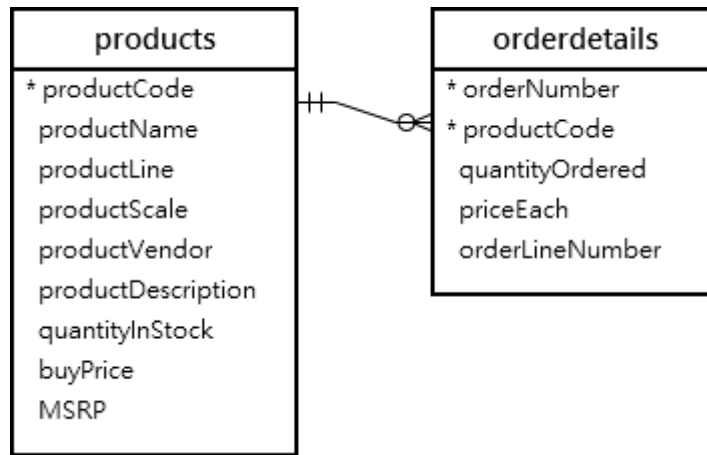 products
* productCode
productName
productLine
productScale
productVendor
productDescription
quantityInStock
buyPrice
MSRP
orderdetails
* orderNumber
* productCode
quantityOrdered
priceEach
orderLineNumber